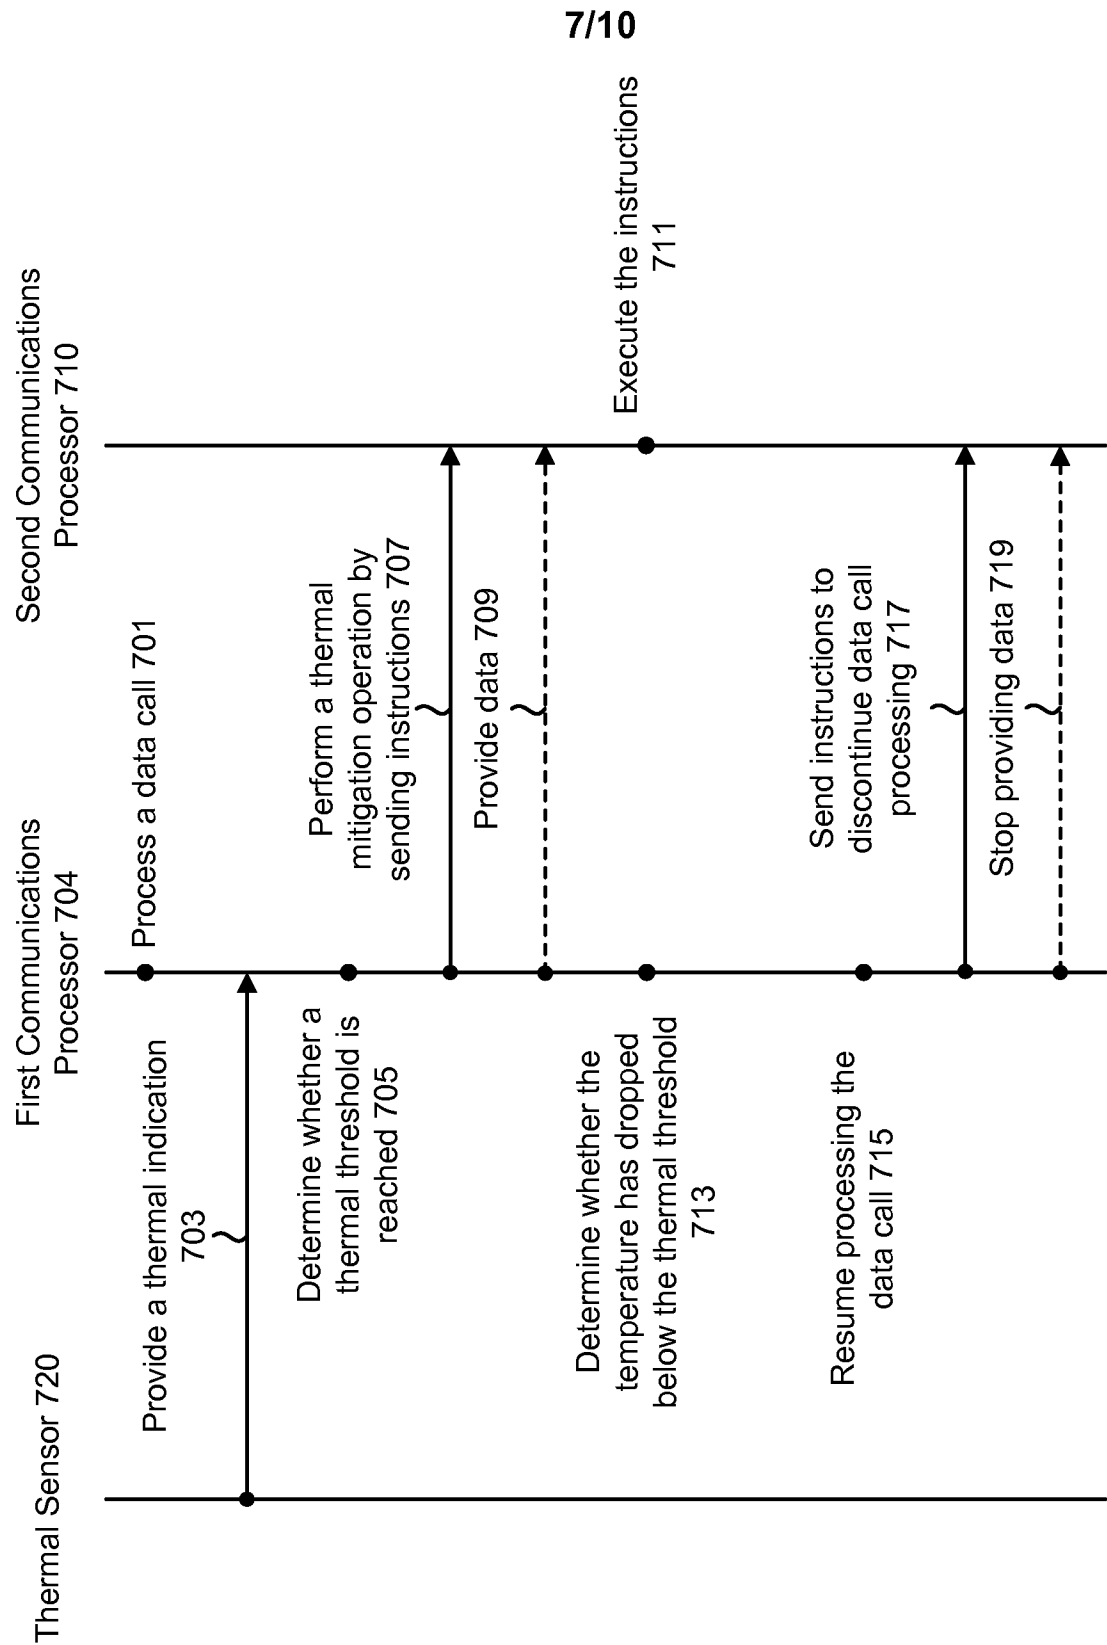 7/10
Thermal Sensor 720
First Communications
Processor 704
Second Communications
Processor 710
Process a data call 701
Provide a thermal indication
703
Determine whether a
thermal threshold is
reached 705
Perform a thermal
mitigation operation by
sending instructions 707
Provide data 709
Execute the instructions
711
Determine whether the
temperature has dropped
below the thermal threshold
713
Resume processing the
data call 715
Send instructions to
discontinue data call
processing 717
Stop providing data 719